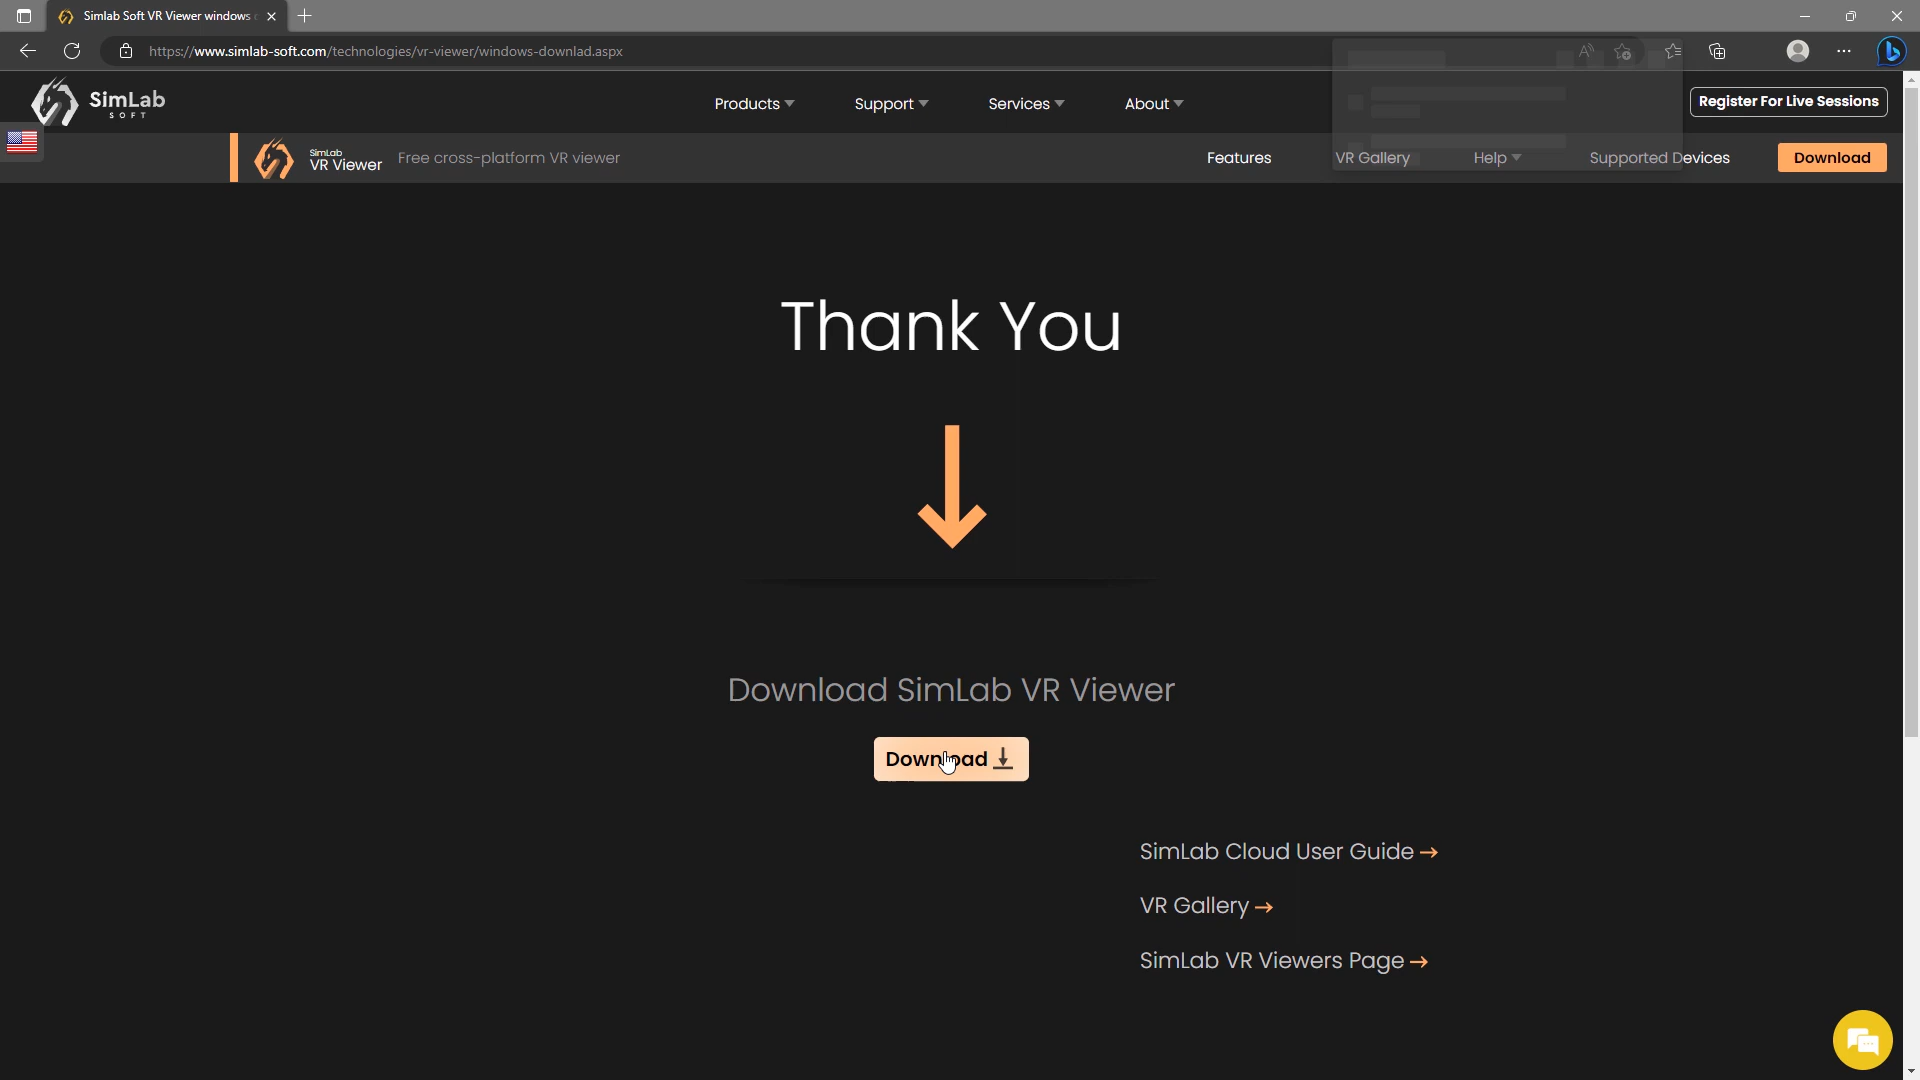 Simlab Soft VR Viewer windows
https://www.simlab-soft.com/technologies/vr-viewer/windows-downlad.aspx
SimLab
SOFT
Products
Support
Services
About
Register For Live Sessions
SimLab
VR Viewer
Free cross-platform VR viewer
Features
VR Gallery
Help
Supported Devices
Download
Thank You
Download SimLab VR Viewer
Download
SimLab Cloud User Guide →
VR Gallery →
SimLab VR Viewers Page →